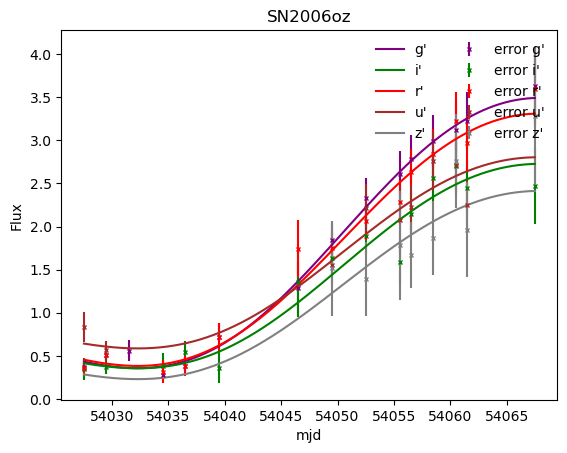 SN2006oz
g' error g'
i' error i'
r' error r'
u' error u'
z' error z'
4.0
3.5
3.0
2.5
2.0
1.5
1.0
0.5
0.0
Flux
54030 54035 54040 54045 54050 54055 54060 54065
mjd